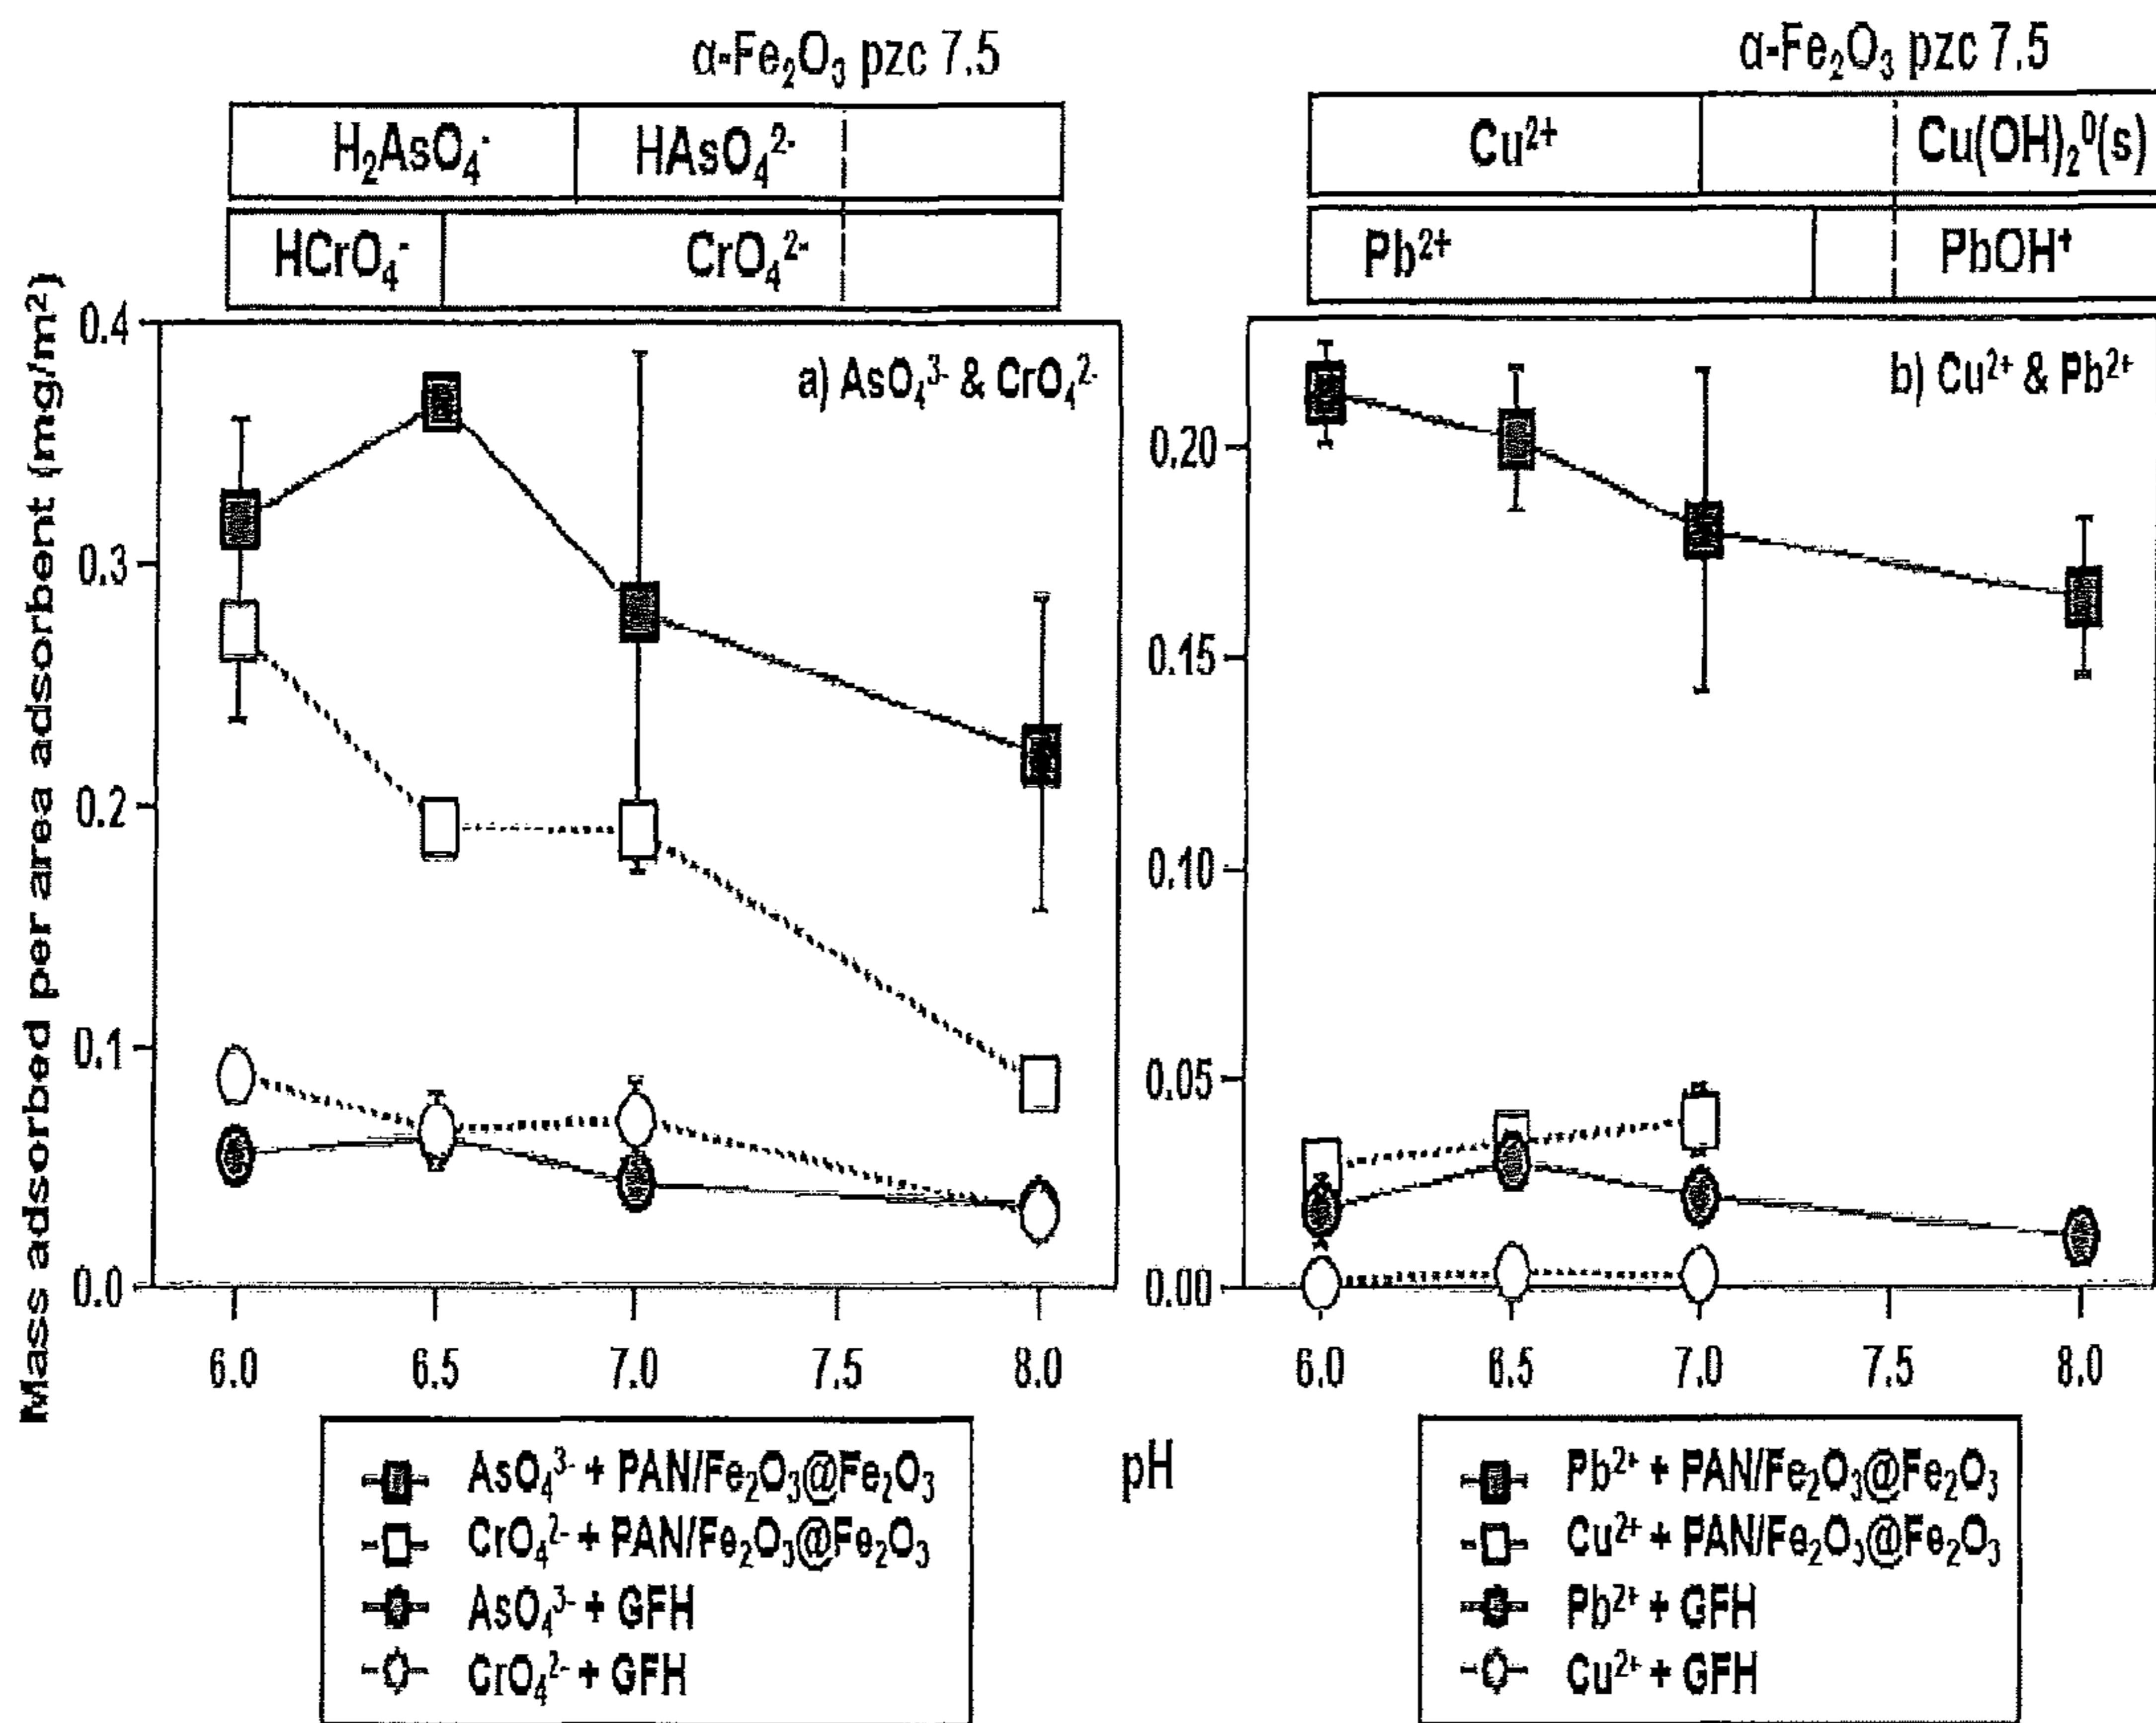 α-Fe₂O₃ pzc 7.5
H₂AsO₄⁻ HAsO₄²⁻
HCrO₄⁻ CrO₄²⁻
Mass adsorbed per area adsorbent (mg/m²)
a) AsO₄³⁻ & CrO₄²⁻
0.4
0.3
0.2
0.1
0.0
6.0 6.5 7.0 7.5 8.0
α-Fe₂O₃ pzc 7.5
Cu²⁺ Cu(OH)₂⁰(s)
Pb²⁺ PbOH⁺
b) Cu²⁺ & Pb²⁺
0.20
0.15
0.10
0.05
0.00
6.0 6.5 7.0 7.5 8.0
pH
AsO₄³⁻ + PAN/Fe₂O₃@Fe₂O₃
CrO₄²⁻ + PAN/Fe₂O₃@Fe₂O₃
AsO₄³⁻ + GFH
CrO₄²⁻ + GFH
Pb²⁺ + PAN/Fe₂O₃@Fe₂O₃
Cu²⁺ + PAN/Fe₂O₃@Fe₂O₃
Pb²⁺ + GFH
Cu²⁺ + GFH